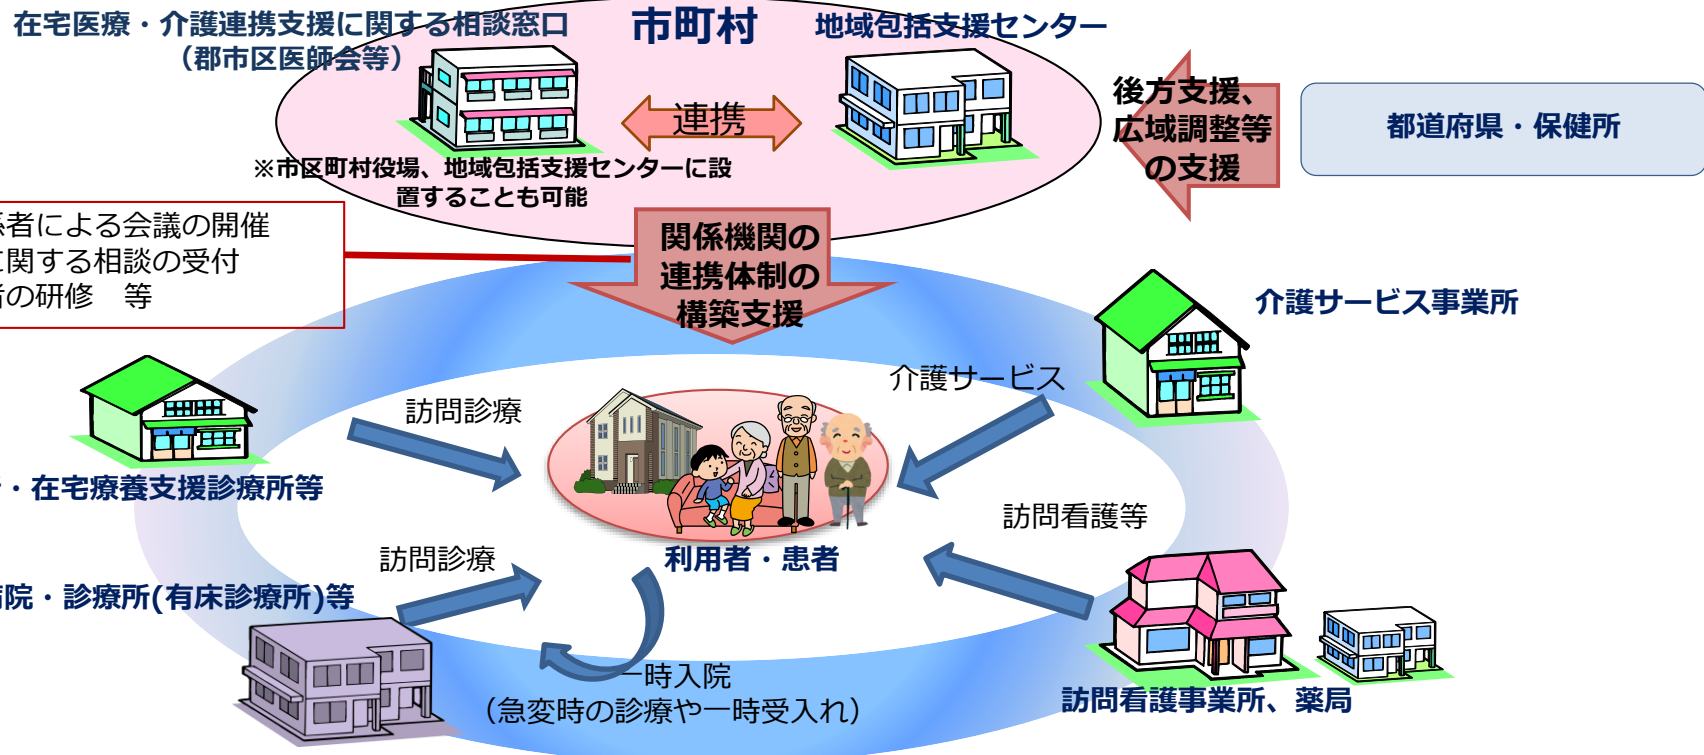 在宅医療・介護連携支援に関する相談窓口
（郡市区医師会等）
市町村
地域包括支援センター
連携
※市区町村役場、地域包括支援センターに設
置することも可能
後方支援、
広域調整等
の支援
都道府県・保健所
係者による会議の開催
に関する相談の受付
者の研修　等
関係機関の
連携体制の
構築支援
介護サービス事業所
介護サービス
訪問診療
・在宅療養支援診療所等
利用者・患者
訪問看護等
訪問診療
病院・診療所(有床診療所)等
一時入院
（急変時の診療や一時受入れ）
訪問看護事業所、薬局